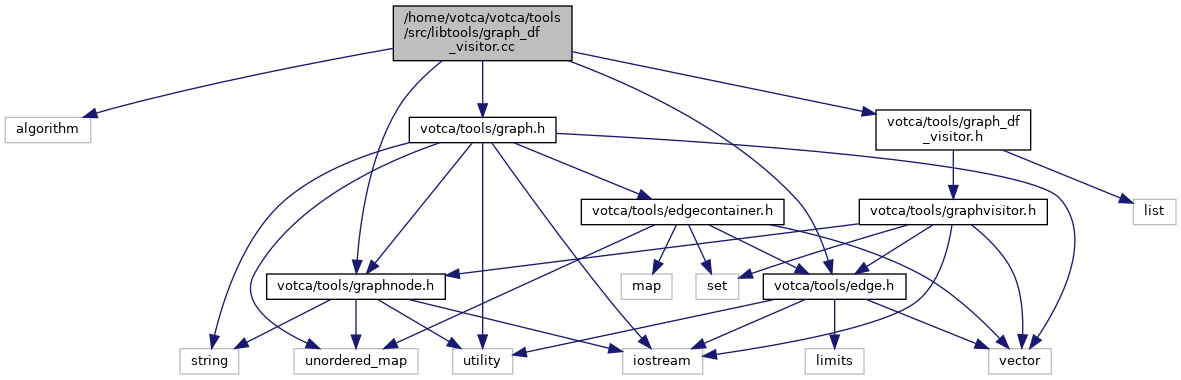 /home/votca/votca/tools
/src/libtools/graph_df
_visitor.cc
algorithm
votca/tools/graph.h
votca/tools/graph_df
_visitor.h
votca/tools/edgecontainer.h
votca/tools/graphvisitor.h
list
votca/tools/graphnode.h
map
set
votca/tools/edge.h
string
unordered_map
utility
iostream
limits
vector